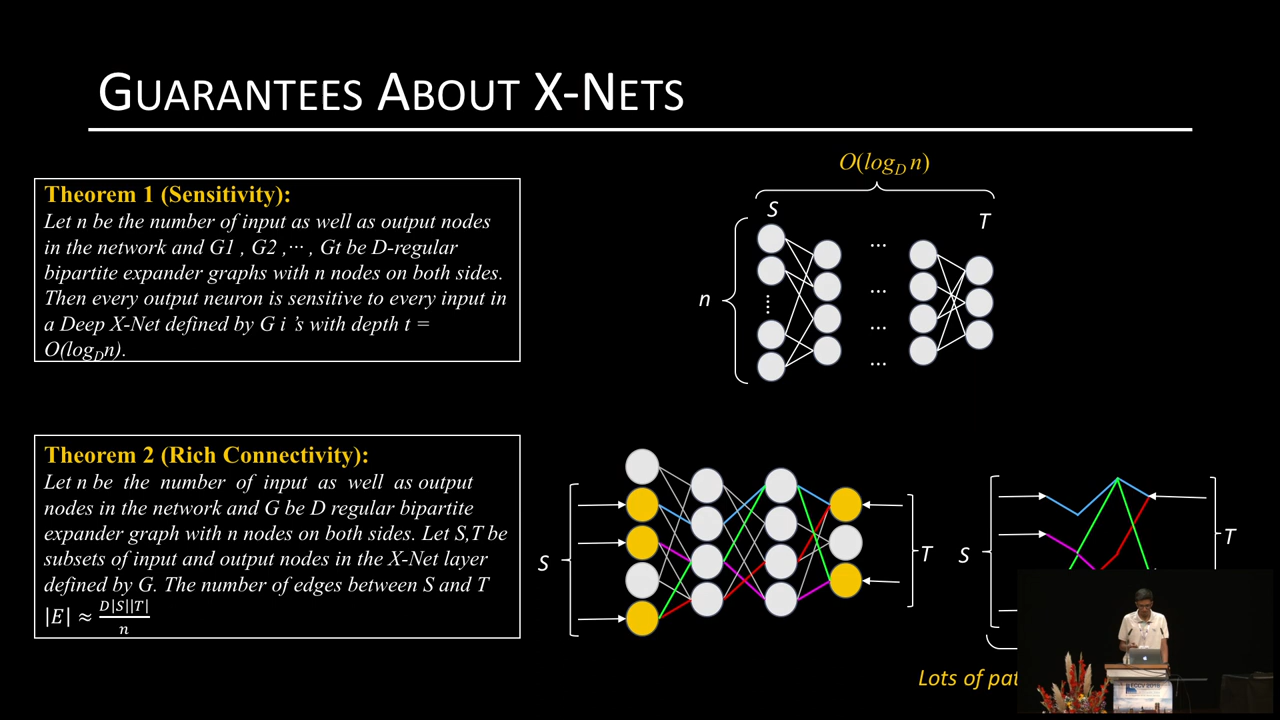 GUARANTEES ABOUT X-NETS
Theorem 1 (Sensitivity):
Let n be the number of input as well as output nodes
in the network and G1 , G2 ,··· , Gt be D-regular
bipartite expander graphs with n nodes on both sides.
Then every output neuron is sensitive to every input in
a Deep X-Net defined by G i ’s with depth t =
O(log_D n).
O(log_D n)
S
T
n
...
...
...
...
Theorem 2 (Rich Connectivity):
Let n be the number of input as well as output
nodes in the network and G be D regular bipartite
expander graph with n nodes on both sides. Let S,T be
subsets of input and output nodes in the X-Net layer
defined by G. The number of edges between S and T
|E| ≈ D|S||T| / n
S
T
S
T
Lots of
ECCV 2018